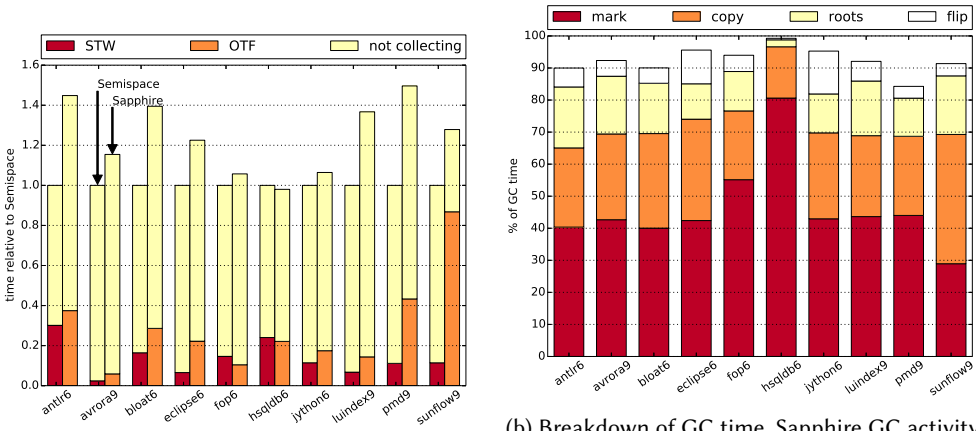 STW OTF not collecting
1.6
1.4
1.2
1.0
0.8
0.6
0.4
0.2
0.0
time relative to Semispace
Semispace
Sapphire
antlr6 avrora9 bloat6 eclipse6 fop6 hsqldb6 jython6 luindex9 pmd9 sunflow9
mark copy roots flip
100
90
80
70
60
50
40
30
20
10
0
% of GC time
antlr6 avrora9 bloat6 eclipse6 fop6 hsqldb6 jython6 luindex9 pmd9 sunflow9
(b) Breakdown of GC time. Sapphire GC activity